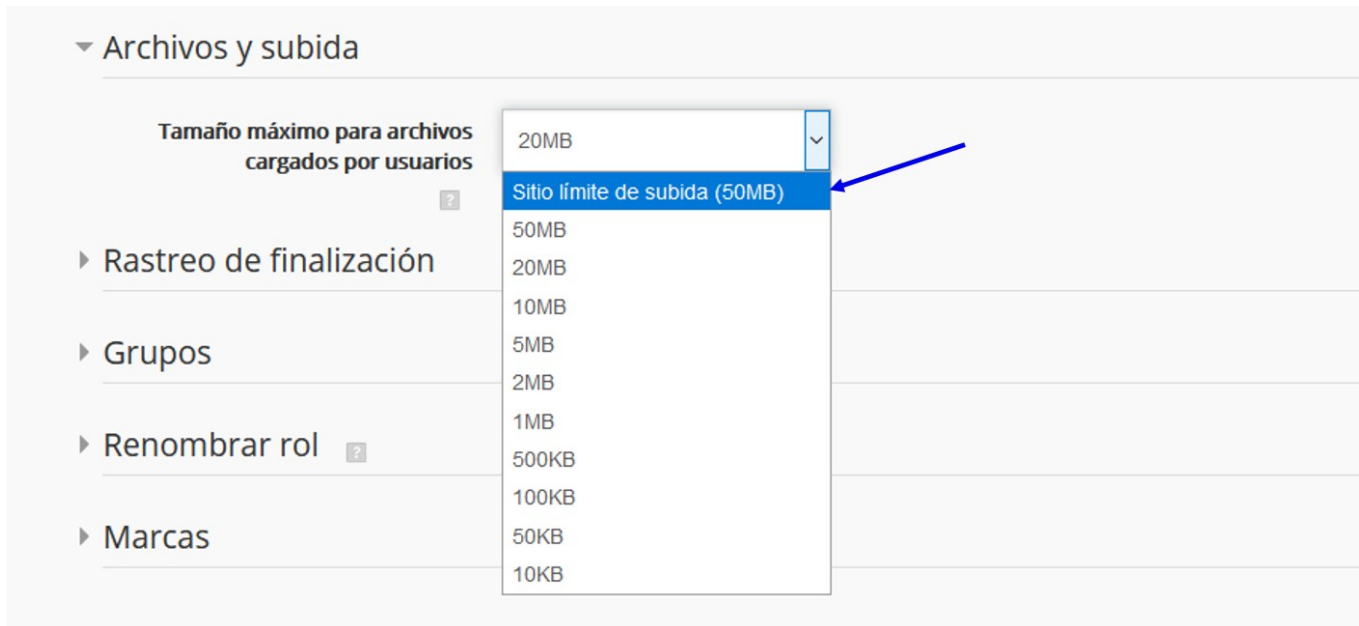 Archivos y subida
Tamaño máximo para archivos
cargados por usuarios
?
20MB
Sitio límite de subida (50MB)
50MB
20MB
10MB
5MB
2MB
1MB
500KB
100KB
50KB
10KB
Rastreo de finalización
Grupos
Renombrar rol ?
Marcas